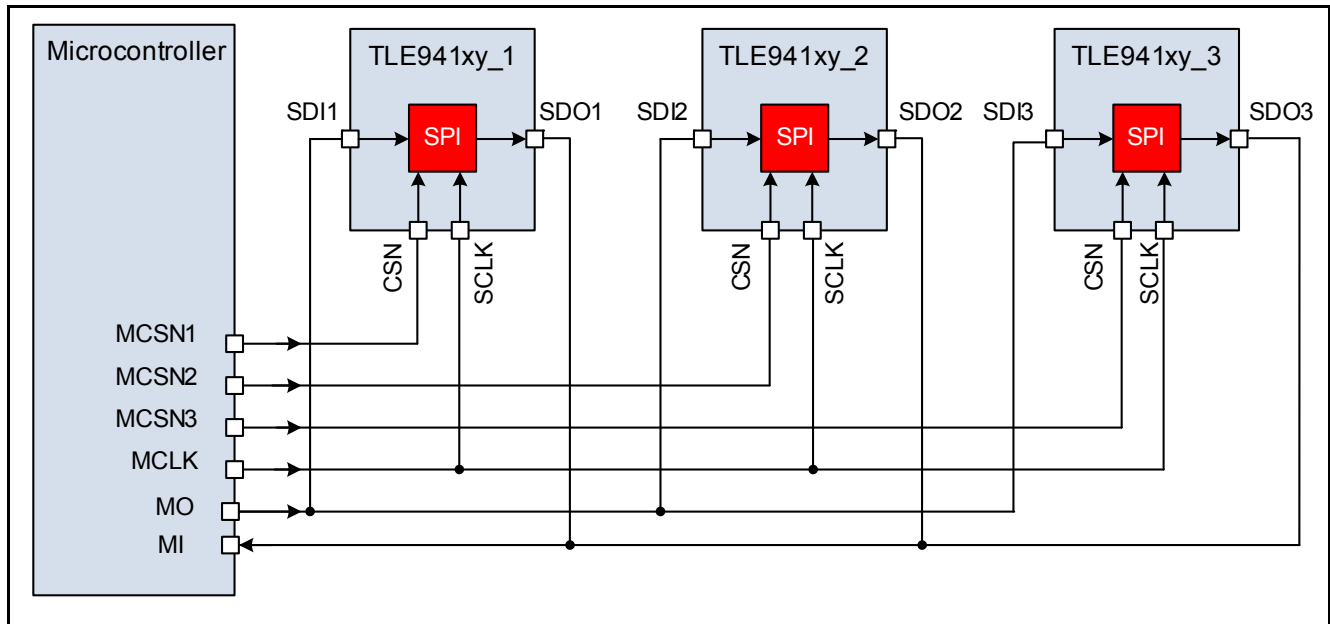 Microcontroller
TLE941xy_1
TLE941xy_2
TLE941xy_3
SDI1
SPI
SDO1
SDI2
SPI
SDO2
SDI3
SPI
SDO3
CSN
SCLK
CSN
SCLK
CSN
SCLK
MCSN1
MCSN2
MCSN3
MCLK
MO
MI